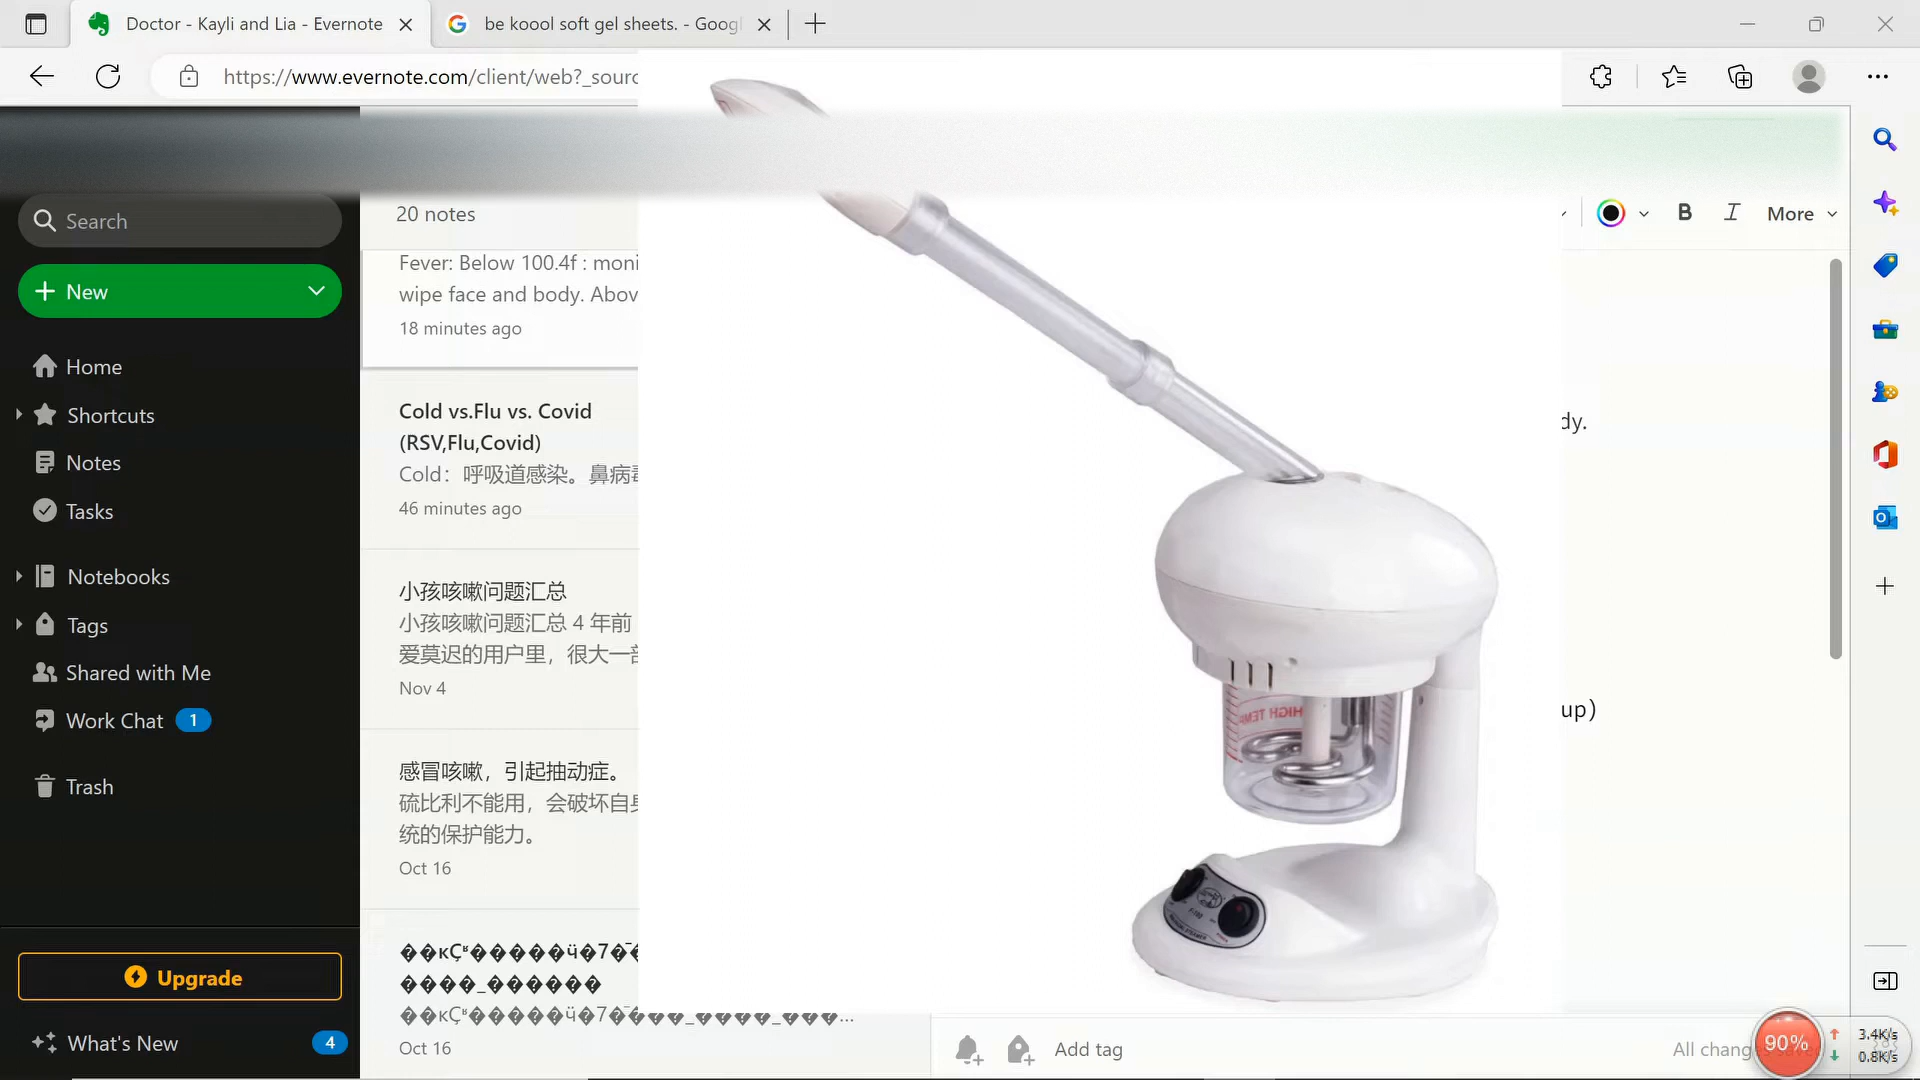 Doctor - Kayli and Lia - Evernote
be koool soft gel sheets. - Goog
https://www.evernote.com/client/web?_sourc
Search
New
Home
Shortcuts
Notes
Tasks
Notebooks
Tags
Shared with Me
Work Chat 1
Trash
Upgrade
What's New 4
20 notes
Fever: Below 100.4f : moni
wipe face and body. Abov
18 minutes ago
Cold vs.Flu vs. Covid
(RSV,Flu,Covid)
Cold：呼吸道感染。鼻病毒
46 minutes ago
小孩咳嗽问题汇总
小孩咳嗽问题汇总 4 年前
爱莫迟的用户里，很大一部
Nov 4
感冒咳嗽，引起抽动症。
硫比利不能用，会破坏自身
统的保护能力。
Oct 16
Oct 16
B I More
dy.
up)
HIGH TEM
Add tag
All chang
90%
3.4K/s
0.8K/s